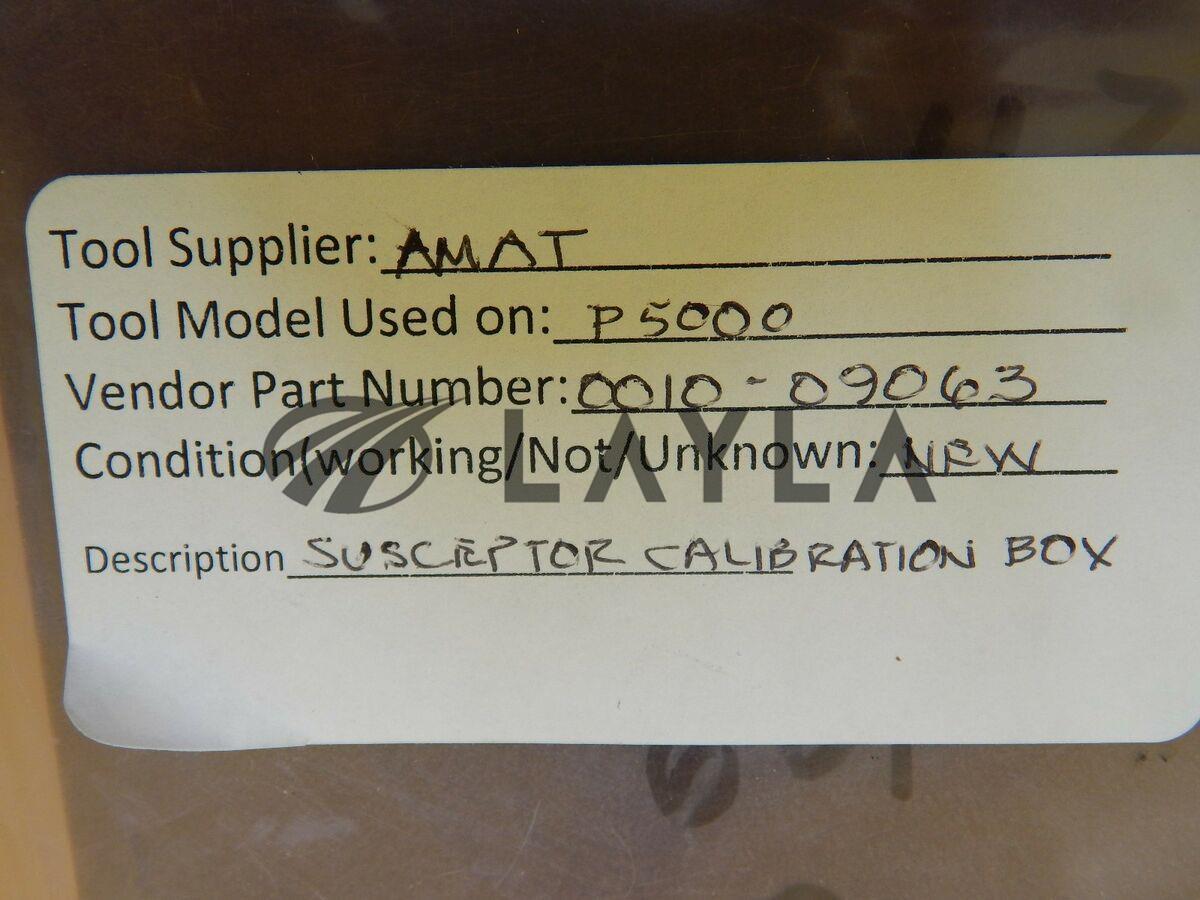 Tool Supplier: AMAT
Tool Model Used on: P5000
Vendor Part Number: 0010-09063
Condition(working/Not/Unknown: NEW
LAYLA
Description SUSCEPTOR CALIBRATION BOX